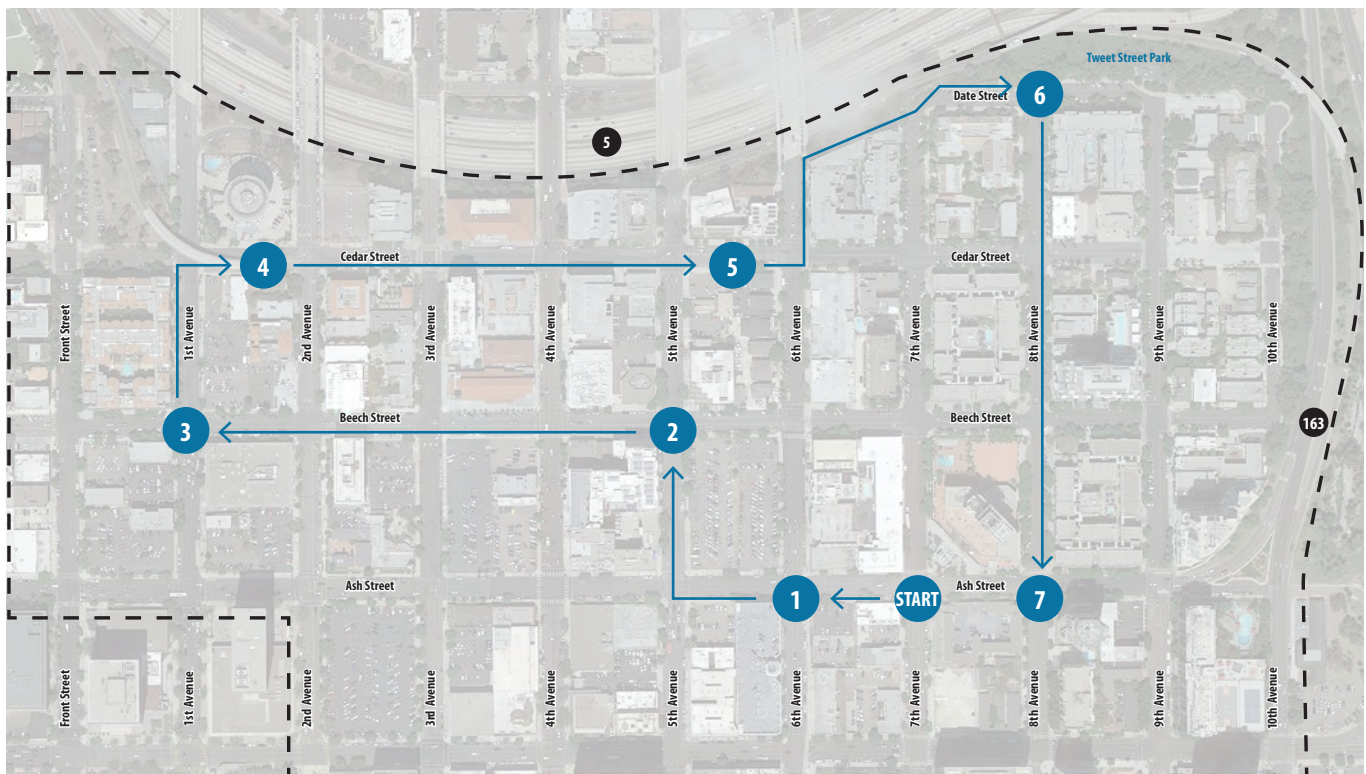 Tweet Street Park
6
Date Street
5
4
Cedar Street
5
Cedar Street
Front Street
1st Avenue
2nd Avenue
3rd Avenue
4th Avenue
5th Avenue
6th Avenue
7th Avenue
8th Avenue
9th Avenue
10th Avenue
3
Beech Street
2
Beech Street
163
Ash Street
1
START
Ash Street
7
Front Street
1st Avenue
2nd Avenue
3rd Avenue
4th Avenue
5th Avenue
6th Avenue
7th Avenue
8th Avenue
9th Avenue
10th Avenue